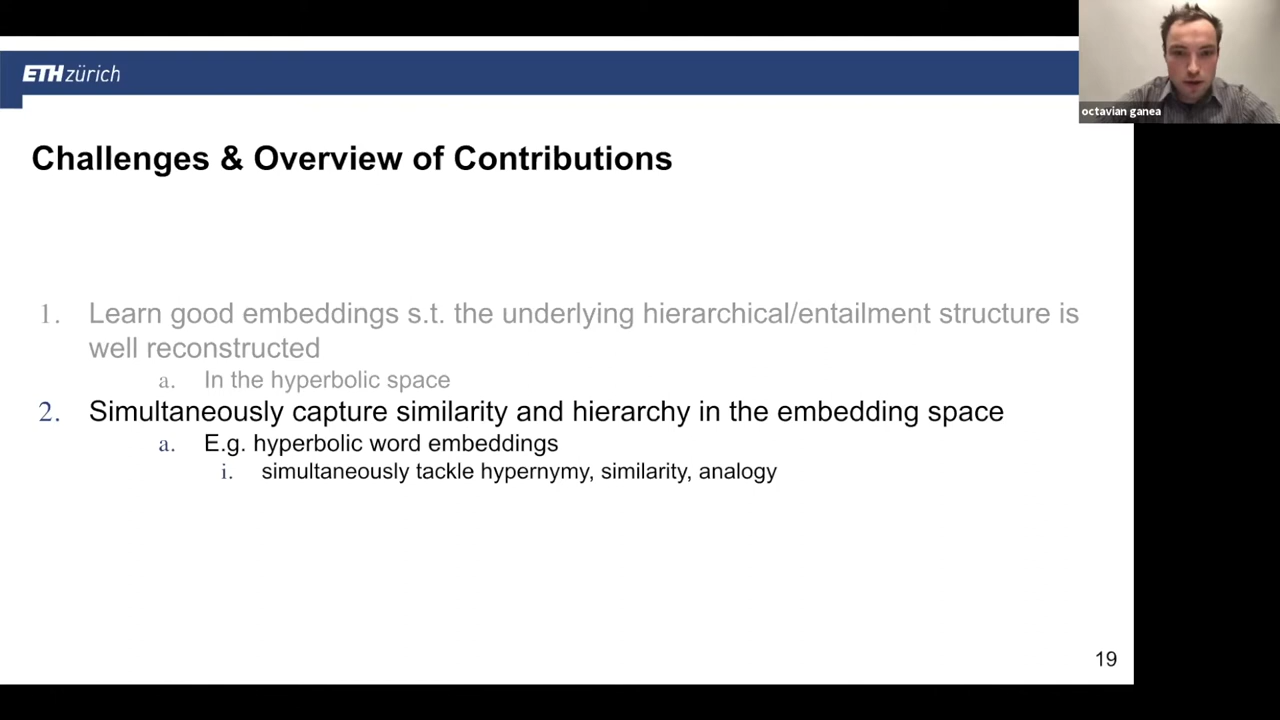 ETH zürich
octavian ganea
Challenges & Overview of Contributions
1. Learn good embeddings s.t. the underlying hierarchical/entailment structure is
well reconstructed
a. In the hyperbolic space
2. Simultaneously capture similarity and hierarchy in the embedding space
a. E.g. hyperbolic word embeddings
i. simultaneously tackle hypernymy, similarity, analogy
19